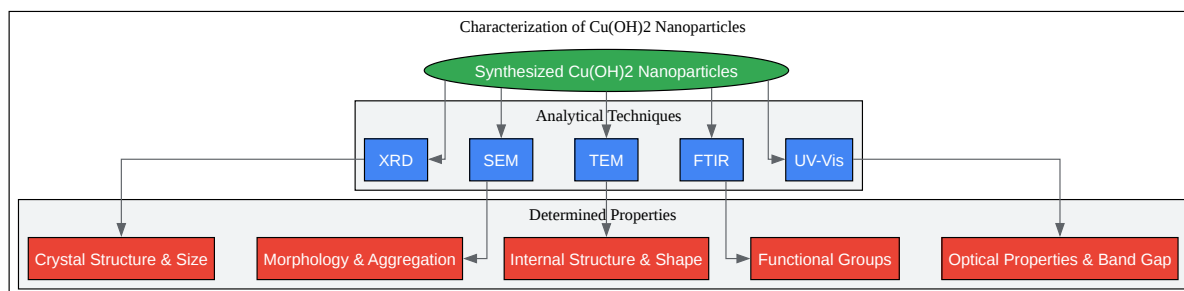 Characterization of Cu(OH)2 Nanoparticles
Synthesized Cu(OH)2 Nanoparticles
Analytical Techniques
XRD
SEM
TEM
FTIR
UV-Vis
Determined Properties
Crystal Structure & Size
Morphology & Aggregation
Internal Structure & Shape
Functional Groups
Optical Properties & Band Gap